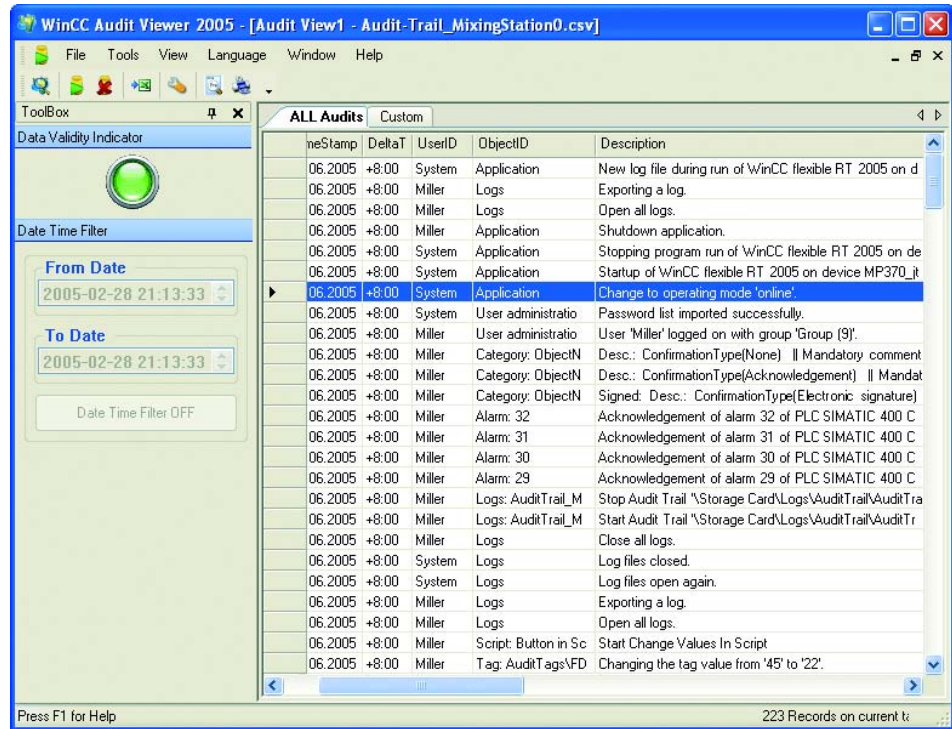 WinCC Audit Viewer 2005 - [Audit View1 - Audit-Trail_MixingStation0.csv]
File Tools View Language Window Help
ToolBox
Data Validity Indicator
Date Time Filter
From Date
2005-02-28 21:13:33
To Date
2005-02-28 21:13:33
Date Time Filter OFF
ALL Audits Custom
meStamp DeltaT UserID ObjectID Description
06.2005 +8:00 System Application New log file during run of WinCC flexible RT 2005 on d
06.2005 +8:00 Miller Logs Exporting a log.
06.2005 +8:00 Miller Logs Open all logs.
06.2005 +8:00 Miller Application Shutdown application.
06.2005 +8:00 System Application Stopping program run of WinCC flexible RT 2005 on de
06.2005 +8:00 System Application Startup of WinCC flexible RT 2005 on device MP370_jt
06.2005 +8:00 System Application Change to operating mode 'online'.
06.2005 +8:00 System User administratio Password list imported successfully.
06.2005 +8:00 Miller User administratio User 'Miller' logged on with group 'Group (9)'.
06.2005 +8:00 Miller Category: ObjectN Desc.: ConfirmationType(None) || Mandatory comment
06.2005 +8:00 Miller Category: ObjectN Desc.: ConfirmationType(Acknowledgement) || Mandat
06.2005 +8:00 Miller Category: ObjectN Signed: Desc.: ConfirmationType(Electronic signature)
06.2005 +8:00 Miller Alarm: 32 Acknowledgement of alarm 32 of PLC SIMATIC 400 C
06.2005 +8:00 Miller Alarm: 31 Acknowledgement of alarm 31 of PLC SIMATIC 400 C
06.2005 +8:00 Miller Alarm: 30 Acknowledgement of alarm 30 of PLC SIMATIC 400 C
06.2005 +8:00 Miller Alarm: 29 Acknowledgement of alarm 29 of PLC SIMATIC 400 C
06.2005 +8:00 Miller Logs: AuditTrail_M Stop Audit Trail "\Storage Card\Logs\AuditTrail\AuditTra
06.2005 +8:00 Miller Logs: AuditTrail_M Start Audit Trail "\Storage Card\Logs\AuditTrail\AuditTr
06.2005 +8:00 Miller Logs Close all logs.
06.2005 +8:00 System Logs Log files closed.
06.2005 +8:00 System Logs Log files open again.
06.2005 +8:00 Miller Logs Exporting a log.
06.2005 +8:00 Miller Logs Open all logs.
06.2005 +8:00 Miller Script: Button in Sc Start Change Values In Script
06.2005 +8:00 Miller Tag: AuditTags\FD Changing the tag value from '45' to '22'.
Press F1 for Help
223 Records on current ta